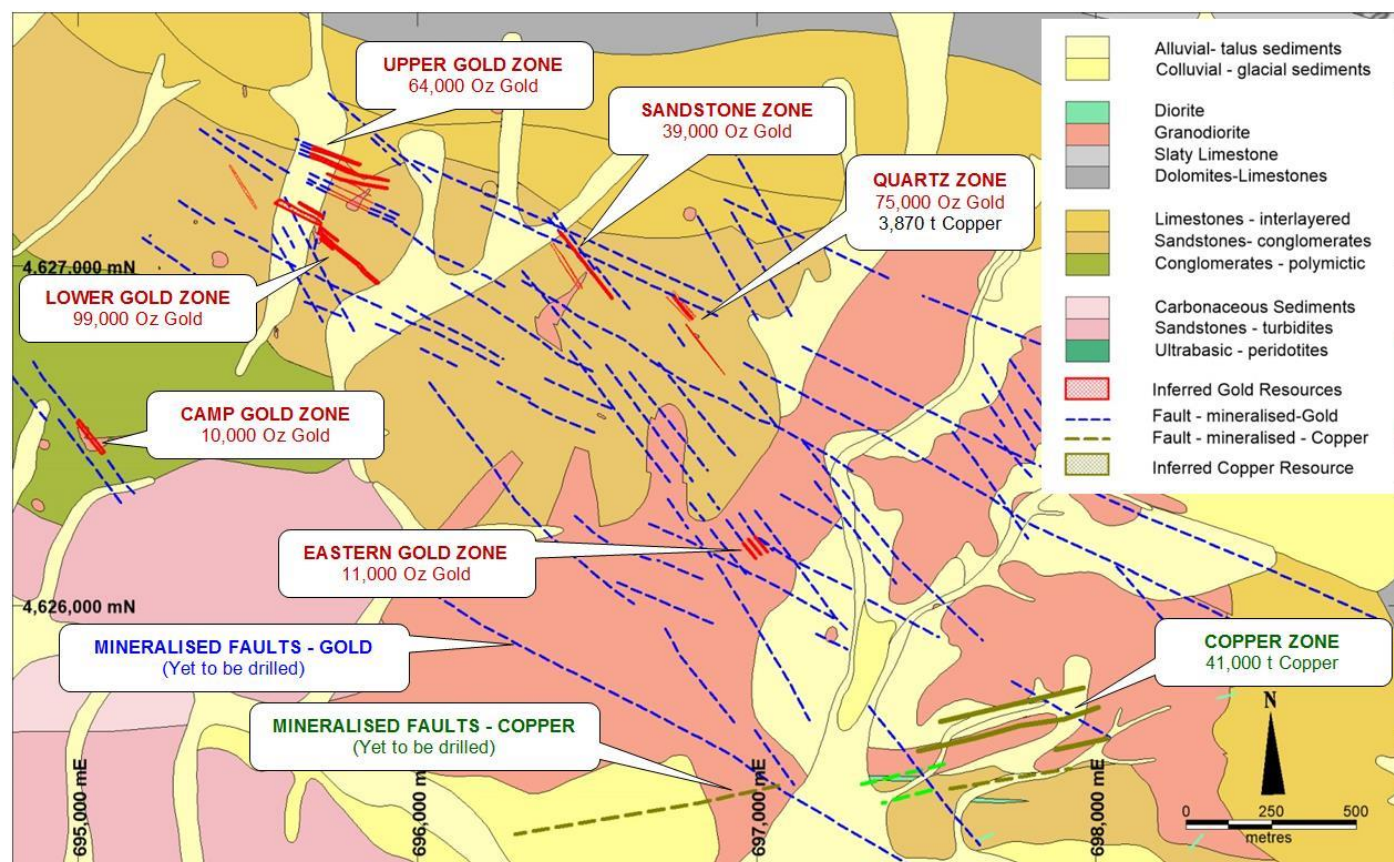 UPPER GOLD ZONE
64,000 Oz Gold
SANDSTONE ZONE
39,000 Oz Gold
QUARTZ ZONE
75,000 Oz Gold
3,870 t Copper
4,627,000 mN
LOWER GOLD ZONE
99,000 Oz Gold
CAMP GOLD ZONE
10,000 Oz Gold
EASTERN GOLD ZONE
11,000 Oz Gold
4,626,000 mN
MINERALISED FAULTS - GOLD
(Yet to be drilled)
COPPER ZONE
41,000 t Copper
MINERALISED FAULTS - COPPER
(Yet to be drilled)
695,000 mE
696,000 mE
697,000 mE
698,000 mE
Alluvial- talus sediments
Colluvial - glacial sediments
Diorite
Granodiorite
Slaty Limestone
Dolomites-Limestones
Limestones - interlayered
Sandstones- conglomerates
Conglomerates - polymictic
Carbonaceous Sediments
Sandstones - turbidites
Ultrabasic - peridotites
Inferred Gold Resources
Fault - mineralised-Gold
Fault - mineralised - Copper
Inferred Copper Resource
N
0 250 500
metres